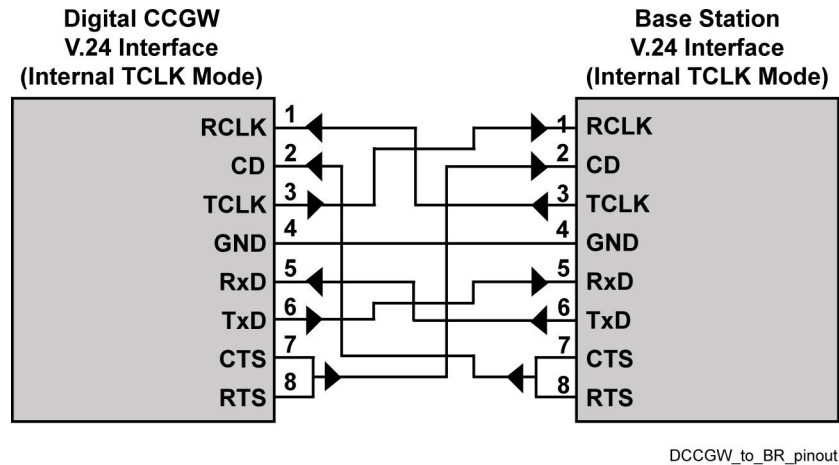 Digital CCGW
V.24 Interface
(Internal TCLK Mode)
Base Station
V.24 Interface
(Internal TCLK Mode)
RCLK 1
CD 2
TCLK 3
GND 4
RxD 5
TxD 6
CTS 7
RTS 8
1 RCLK
2 CD
3 TCLK
4 GND
5 RxD
6 TxD
7 CTS
8 RTS
DCCGW_to_BR_pinout